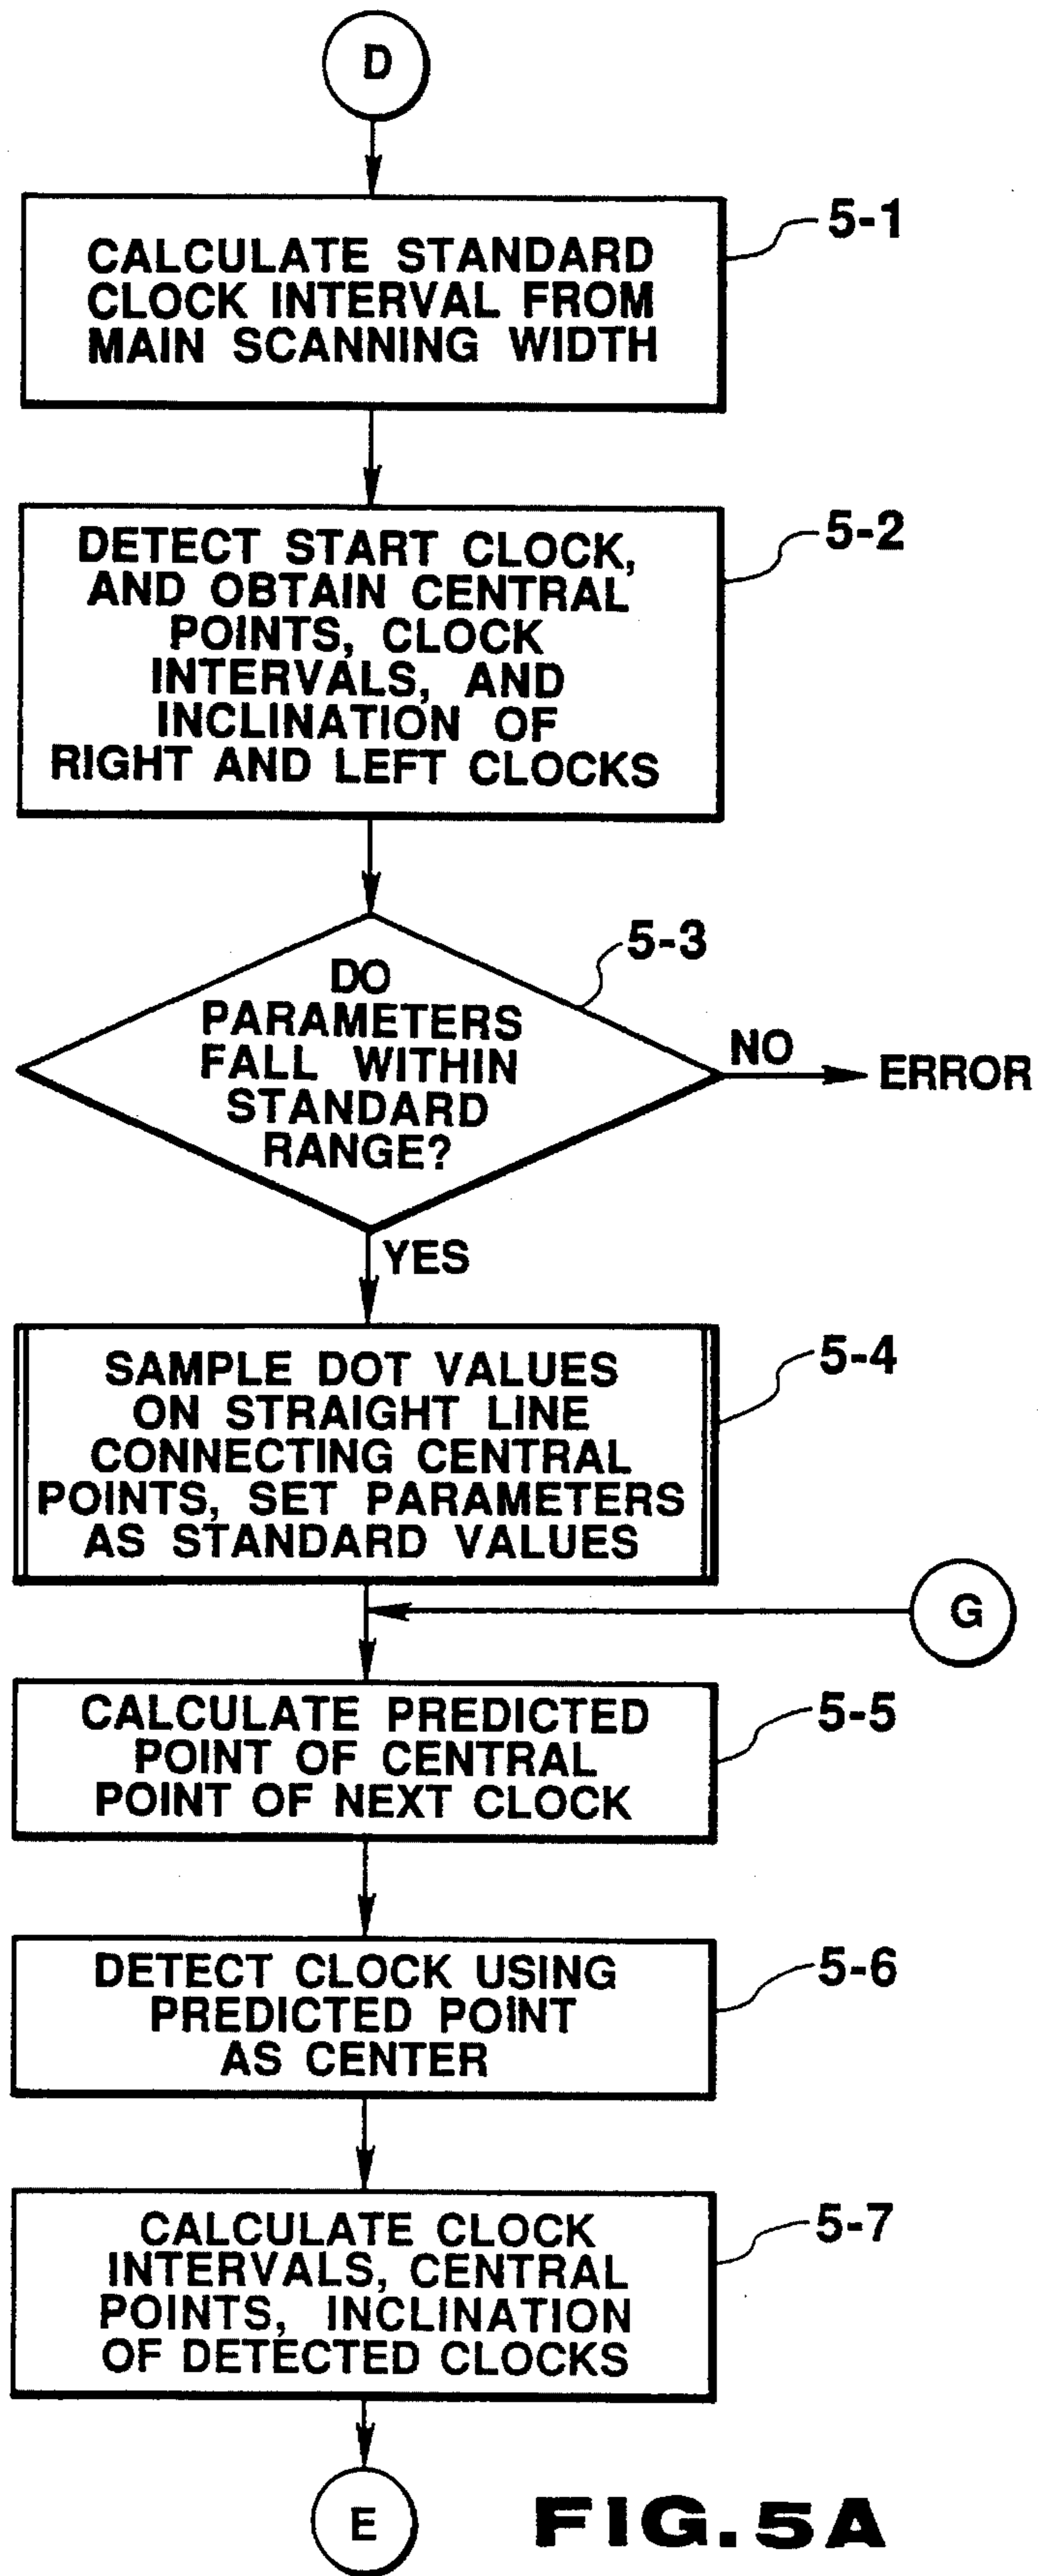 D
5-1
CALCULATE STANDARD
CLOCK INTERVAL FROM
MAIN SCANNING WIDTH
5-2
DETECT START CLOCK,
AND OBTAIN CENTRAL
POINTS, CLOCK
INTERVALS, AND
INCLINATION OF
RIGHT AND LEFT CLOCKS
5-3
DO
PARAMETERS
FALL WITHIN
STANDARD
RANGE?
NO
ERROR
YES
5-4
SAMPLE DOT VALUES
ON STRAIGHT LINE
CONNECTING CENTRAL
POINTS, SET PARAMETERS
AS STANDARD VALUES
G
5-5
CALCULATE PREDICTED
POINT OF CENTRAL
POINT OF NEXT CLOCK
5-6
DETECT CLOCK USING
PREDICTED POINT
AS CENTER
5-7
CALCULATE CLOCK
INTERVALS, CENTRAL
POINTS, INCLINATION
OF DETECTED CLOCKS
E
FIG.5A